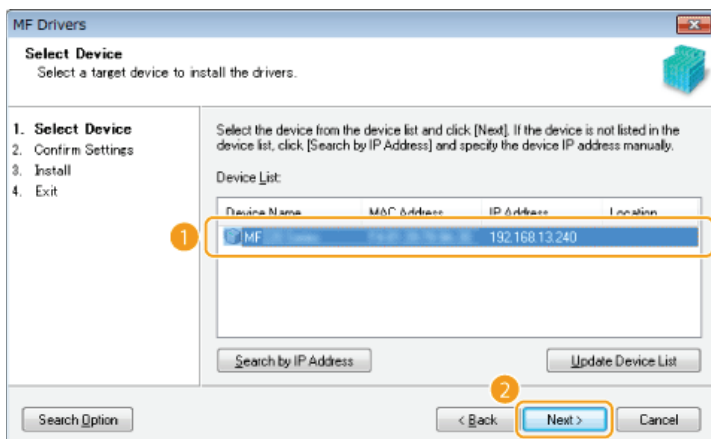 MF Drivers
Select Device
Select a target device to install the drivers.
1. Select Device
2. Confirm Settings
3. Install
4. Exit
Select the device from the device list and click [Next]. If the device is not listed in the
device list, click [Search by IP Address] and specify the device IP address manually.
Device List:
Device Name MAC Address IP Address Location
1
MF 192.168.13.240
Search by IP Address Update Device List
2
Search Option < Back Next > Cancel